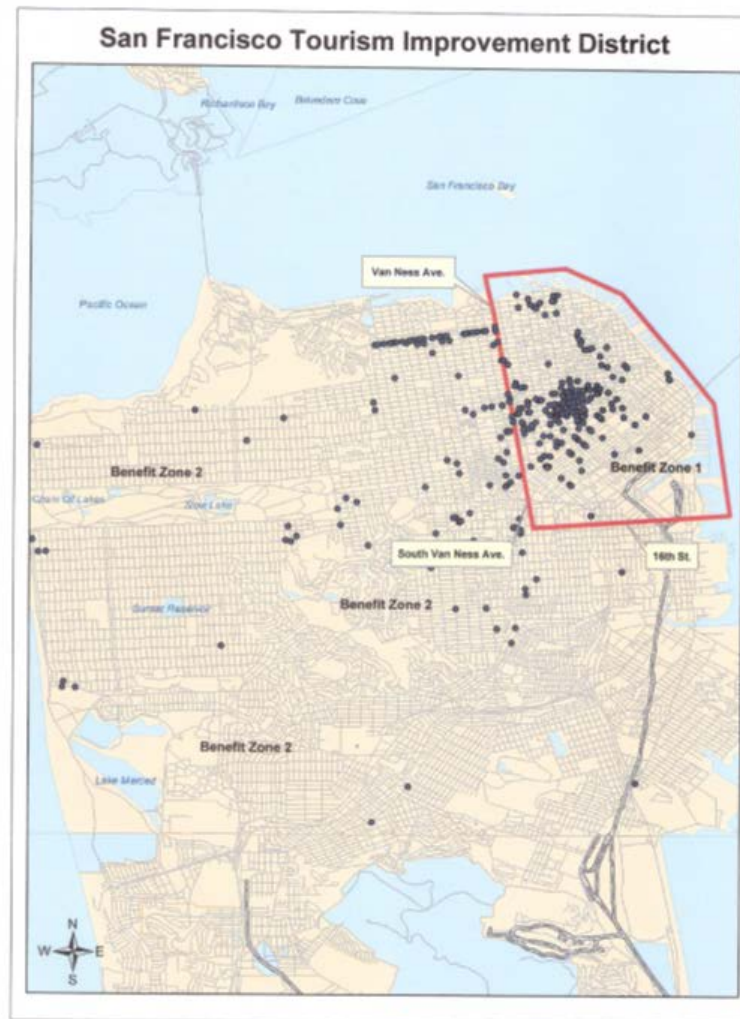 San Francisco Tourism Improvement District
Richardson Bay
Belvedere Cove
San Francisco Bay
Van Ness Ave.
Pacific Ocean
Benefit Zone 2
Benefit Zone 1
Chain Of Lakes
Stow Lake
South Van Ness Ave.
16th St.
Benefit Zone 2
Sunset Reservoir
Benefit Zone 2
Lake Merced
N
W
E
S